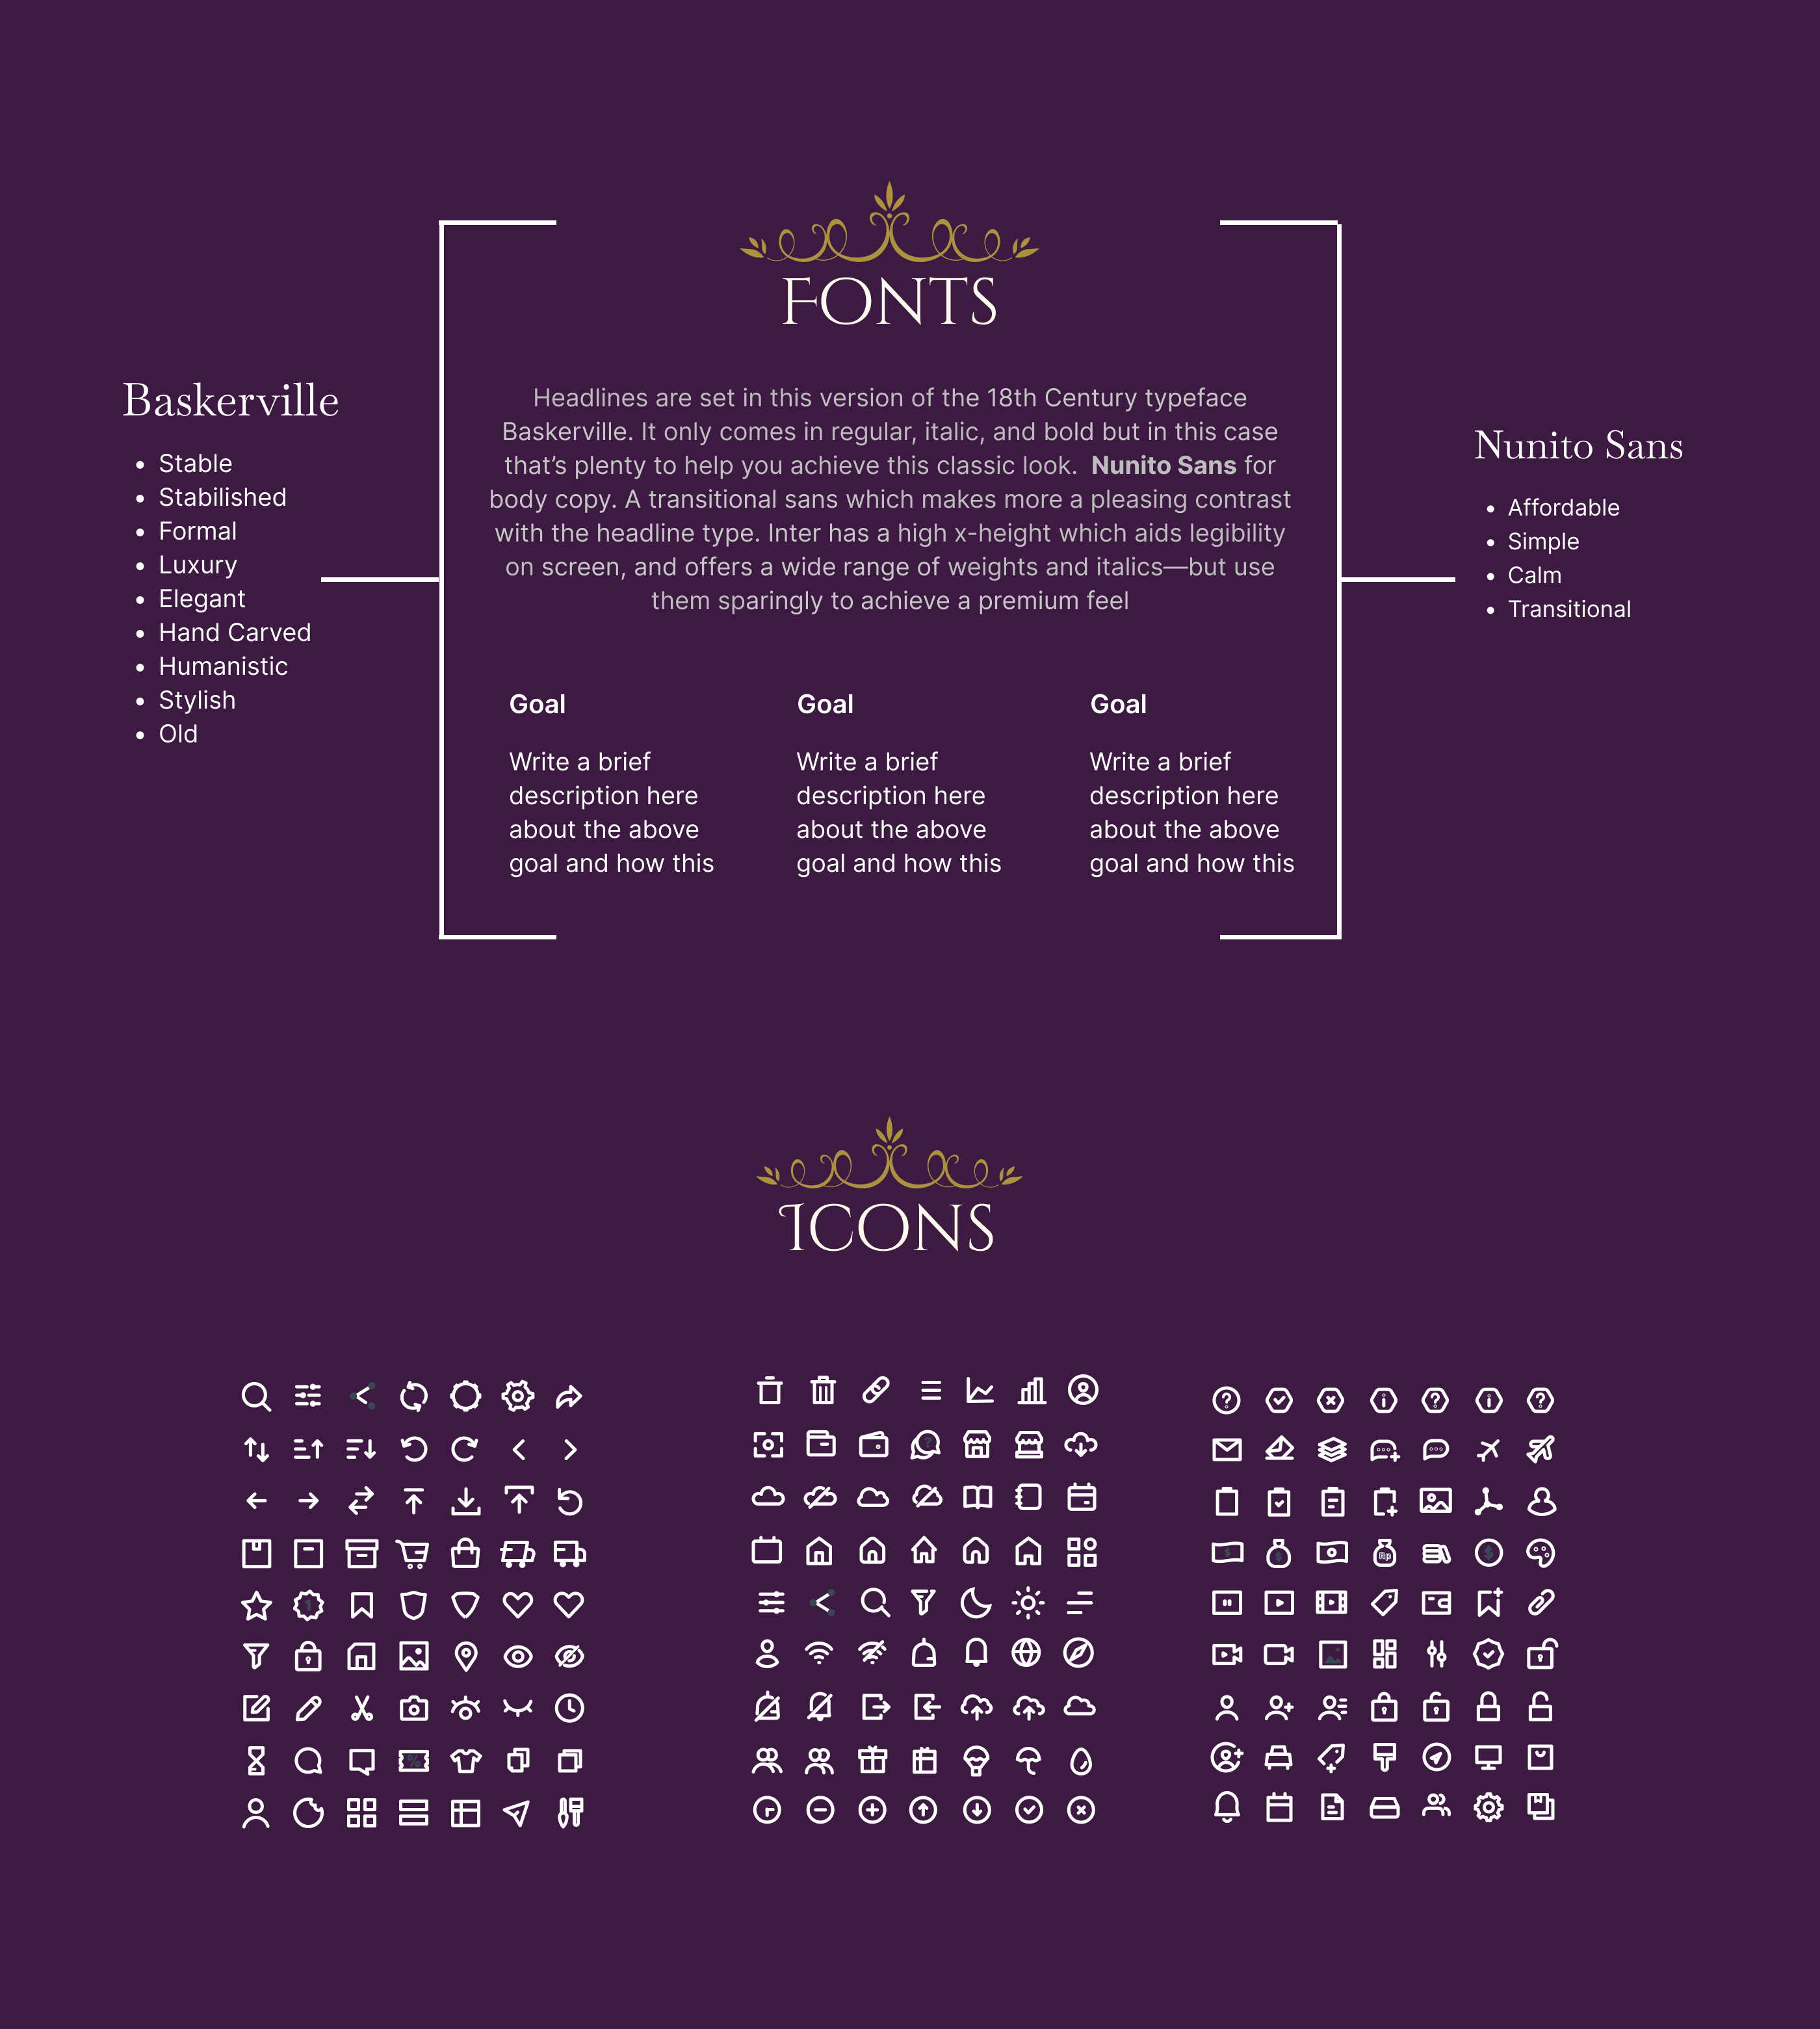 FONTS
Baskerville
• Stable
• Stabilished
• Formal
• Luxury
• Elegant
• Hand Carved
• Humanistic
• Stylish
• Old
Headlines are set in this version of the 18th Century typeface
Baskerville. It only comes in regular, italic, and bold but in this case
that’s plenty to help you achieve this classic look. Nunito Sans for
body copy. A transitional sans which makes more a pleasing contrast
with the headline type. Inter has a high x-height which aids legibility
on screen, and offers a wide range of weights and italics—but use
them sparingly to achieve a premium feel
Goal
Write a brief
description here
about the above
goal and how this
Goal
Write a brief
description here
about the above
goal and how this
Goal
Write a brief
description here
about the above
goal and how this
Nunito Sans
• Affordable
• Simple
• Calm
• Transitional
ICONS